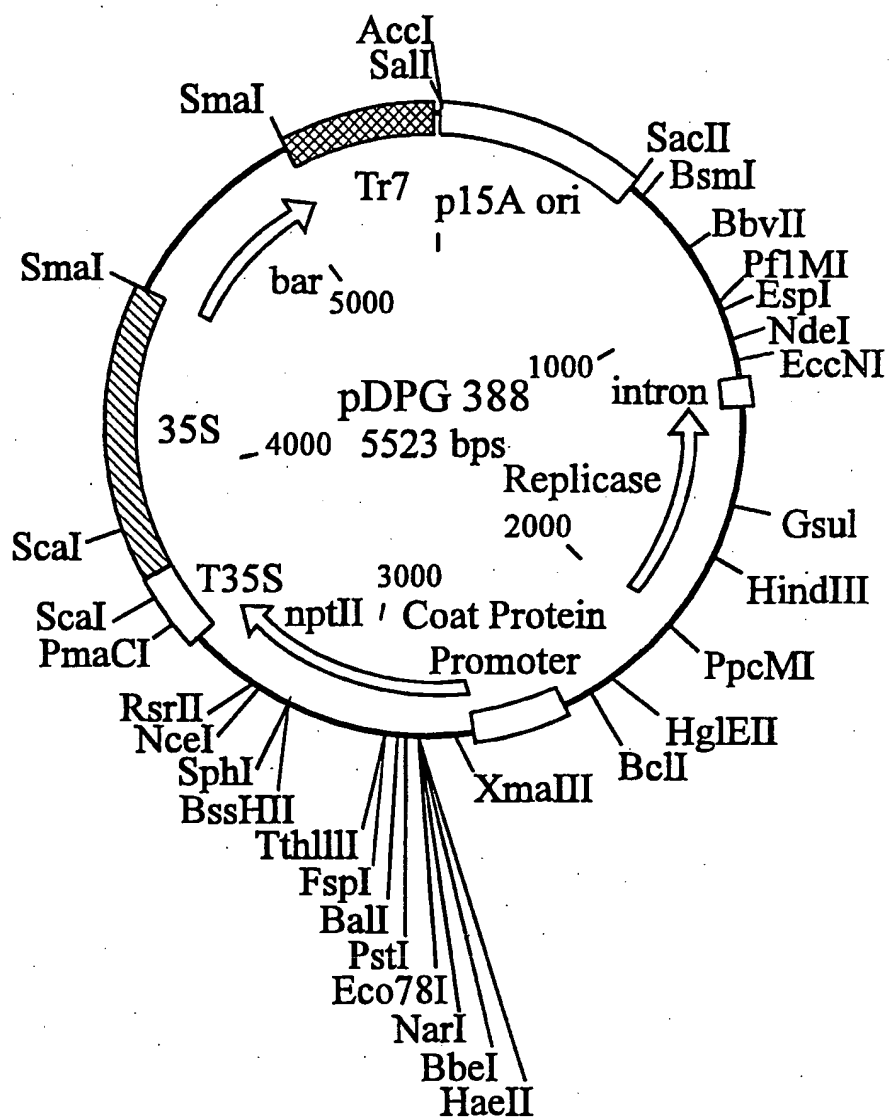 AccI
SalI
SmaI
SacII
BsmI
Tr7
p15A ori
BbvII
SmaI
Pf1MI
bar
5000
EspI
NdeI
EccNI
1000
intron
pDPG 388
5523 bps
35S
4000
Replicase
2000
GsuI
ScaI
T35S
3000
HindIII
nptII
Coat Protein
Promoter
ScaI
PmaCI
PpcMI
RsrII
NceI
HglEII
SphI
BclI
BssHII
XmaIII
TthlllI
FspI
BalI
PstI
Eco78I
NarI
BbeI
HaeII